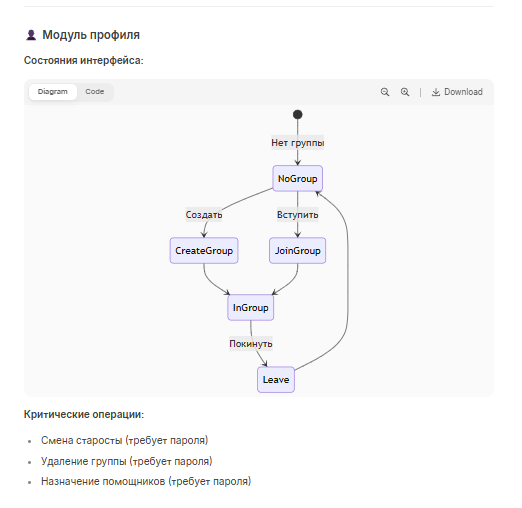 👤 Модуль профиля
Состояния интерфейса:
Diagram Code Download
Нет группы
NoGroup
Создать Вступить
CreateGroup JoinGroup
InGroup
Покинуть
Leave
Критические операции:
• Смена старосты (требует пароля)
• Удаление группы (требует пароля)
• Назначение помощников (требует пароля)